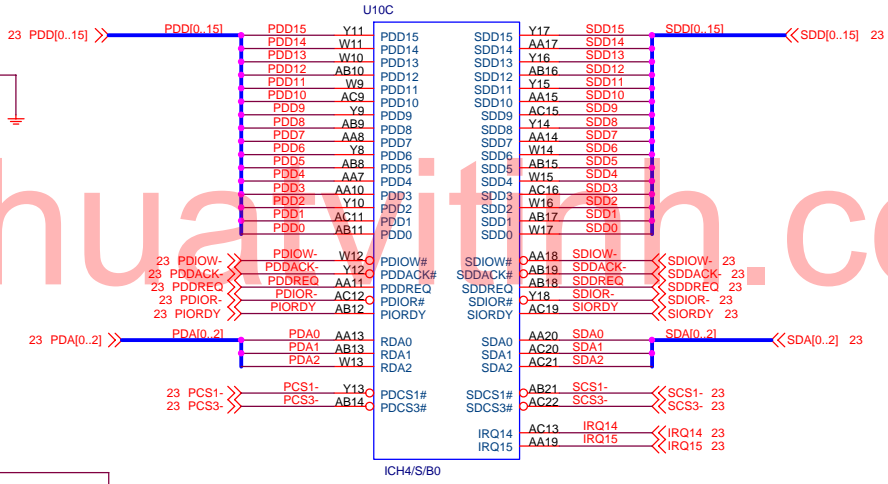 U10C
23 PDD[0..15] PDD[0..15] PDD15 Y11 PDD15 SDD15 Y17 SDD15 SDD[0..15] SDD[0..15] 23
PDD14 W11 PDD14 SDD14 AA17 SDD14
PDD13 W10 PDD13 SDD13 Y16 SDD13
PDD12 AB10 PDD12 SDD12 AB16 SDD12
PDD11 W9 PDD11 SDD11 Y15 SDD11
PDD10 AC9 PDD10 SDD10 AA15 SDD10
PDD9 Y9 PDD9 SDD9 AC15 SDD9
PDD8 AB9 PDD8 SDD8 Y14 SDD8
PDD7 AA8 PDD7 SDD7 AA14 SDD7
PDD6 Y8 PDD6 SDD6 W14 SDD6
PDD5 AB8 PDD5 SDD5 AB15 SDD5
PDD4 AA7 PDD4 SDD4 W15 SDD4
PDD3 AA10 PDD3 SDD3 AC16 SDD3
PDD2 Y10 PDD2 SDD2 W16 SDD2
PDD1 AC11 PDD1 SDD1 AB17 SDD1
PDD0 AB11 PDD0 SDD0 W17 SDD0
huatvitinh.co
23 PDIOW- PDIOW- W12 PDIOW# SDIOW# AA18 SDIOW- SDIOW- 23
23 PDDACK- PDDACK- Y12 PDDACK# SDDACK# AB19 SDDACK- SDDACK- 23
23 PDDREQ PDDREQ AA11 PDDREQ SDDREQ AB18 SDDREQ SDDREQ 23
23 PDIOR- PDIOR- AC12 PDIOR# SDIOR# Y18 SDIOR- SDIOR- 23
23 PIORDY PIORDY AB12 PIORDY SIORDY AC19 SIORDY SIORDY 23
23 PDA[0..2] PDA[0..2] PDA0 AA13 RDA0 SDA0 AA20 SDA0 SDA[0..2] SDA[0..2] 23
PDA1 AB13 RDA1 SDA1 AC20 SDA1
PDA2 W13 RDA2 SDA2 AC21 SDA2
23 PCS1- PCS1- Y13 PDCS1# SDCS1# AB21 SCS1- SCS1- 23
23 PCS3- PCS3- AB14 PDCS3# SDCS3# AC22 SCS3- SCS3- 23
IRQ14 AC13 IRQ14 IRQ14 23
IRQ15 AA19 IRQ15 IRQ15 23
ICH4/S/B0